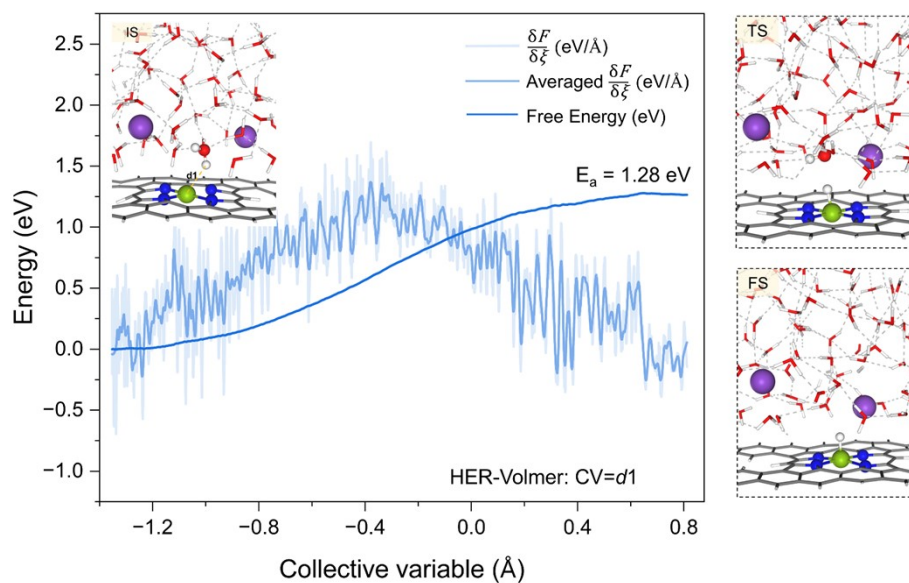 IS
d1
δF/δξ (eV/Å)
Averaged δF/δξ (eV/Å)
Free Energy (eV)
Eₐ = 1.28 eV
HER-Volmer: CV=d1
Energy (eV)
2.5
2.0
1.5
1.0
0.5
0.0
−0.5
−1.0
−1.2
−0.8
−0.4
0.0
0.4
0.8
Collective variable (Å)
TS
FS